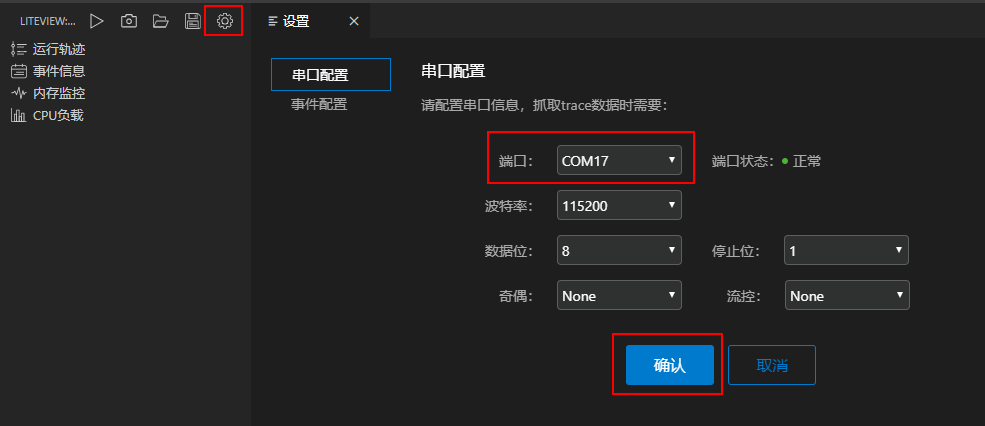 LITEVIEW:...
运行轨迹
事件信息
内存监控
CPU负载
设置
串口配置
事件配置
串口配置
请配置串口信息，抓取trace数据时需要：
端口： COM17 端口状态： 正常
波特率： 115200
数据位： 8 停止位： 1
奇偶： None 流控： None
确认 取消